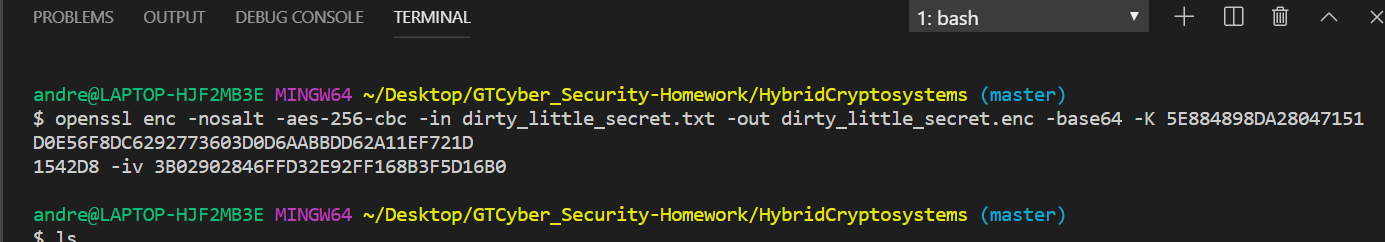 PROBLEMS OUTPUT DEBUG CONSOLE TERMINAL 1: bash
andre@LAPTOP-HJF2MB3E MINGW64 ~/Desktop/GTCyber_Security-Homework/HybridCryptosystems (master)
$ openssl enc -nosalt -aes-256-cbc -in dirty_little_secret.txt -out dirty_little_secret.enc -base64 -K 5E884898DA28047151
D0E56F8DC6292773603D0D6AABBDD62A11EF721D
1542D8 -iv 3B02902846FFD32E92FF168B3F5D16B0
andre@LAPTOP-HJF2MB3E MINGW64 ~/Desktop/GTCyber_Security-Homework/HybridCryptosystems (master)
$ ls